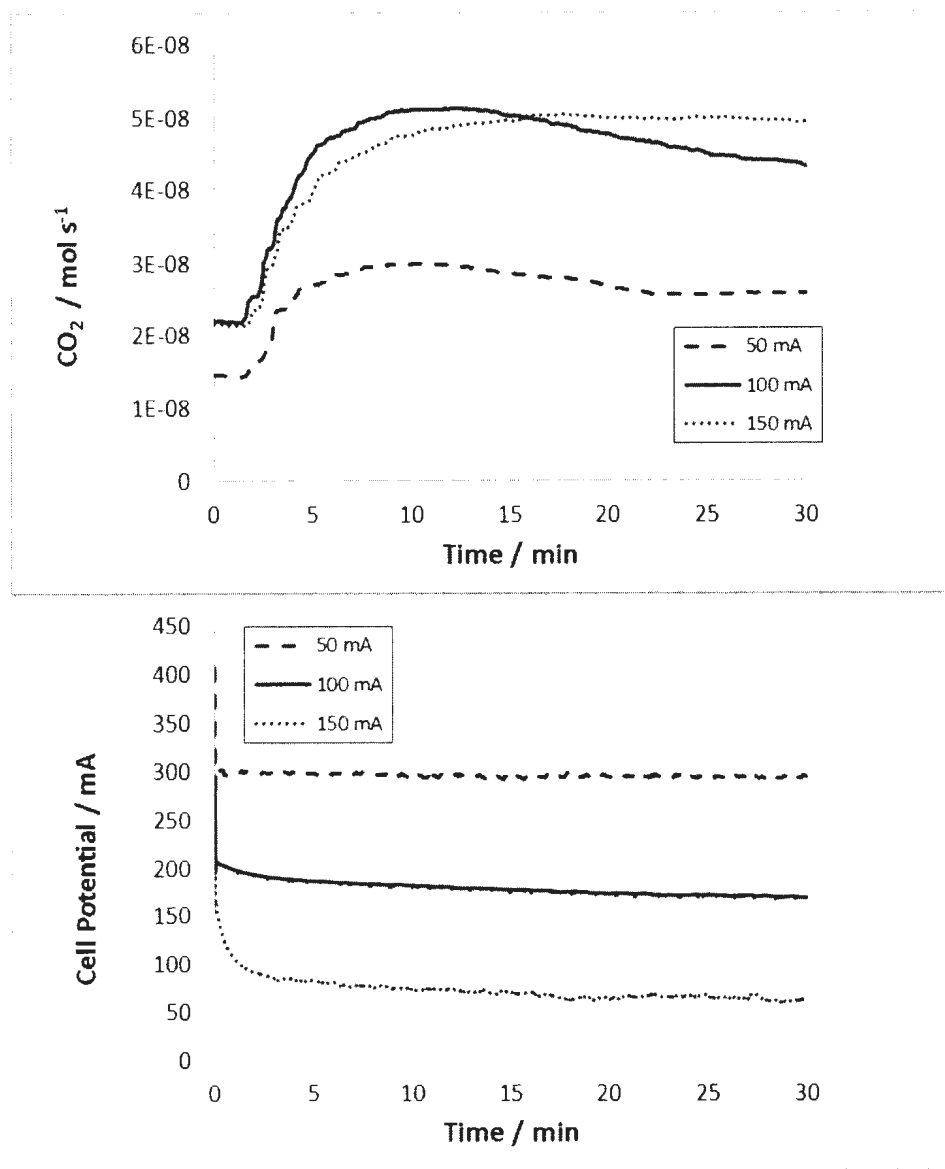 6E-08
5E-08
4E-08
3E-08
2E-08
1E-08
0
CO₂ / mol s⁻¹
50 mA
100 mA
150 mA
0 5 10 15 20 25 30
Time / min
450
400
350
300
250
200
150
100
50
0
Cell Potential / mA
50 mA
100 mA
150 mA
0 5 10 15 20 25 30
Time / min